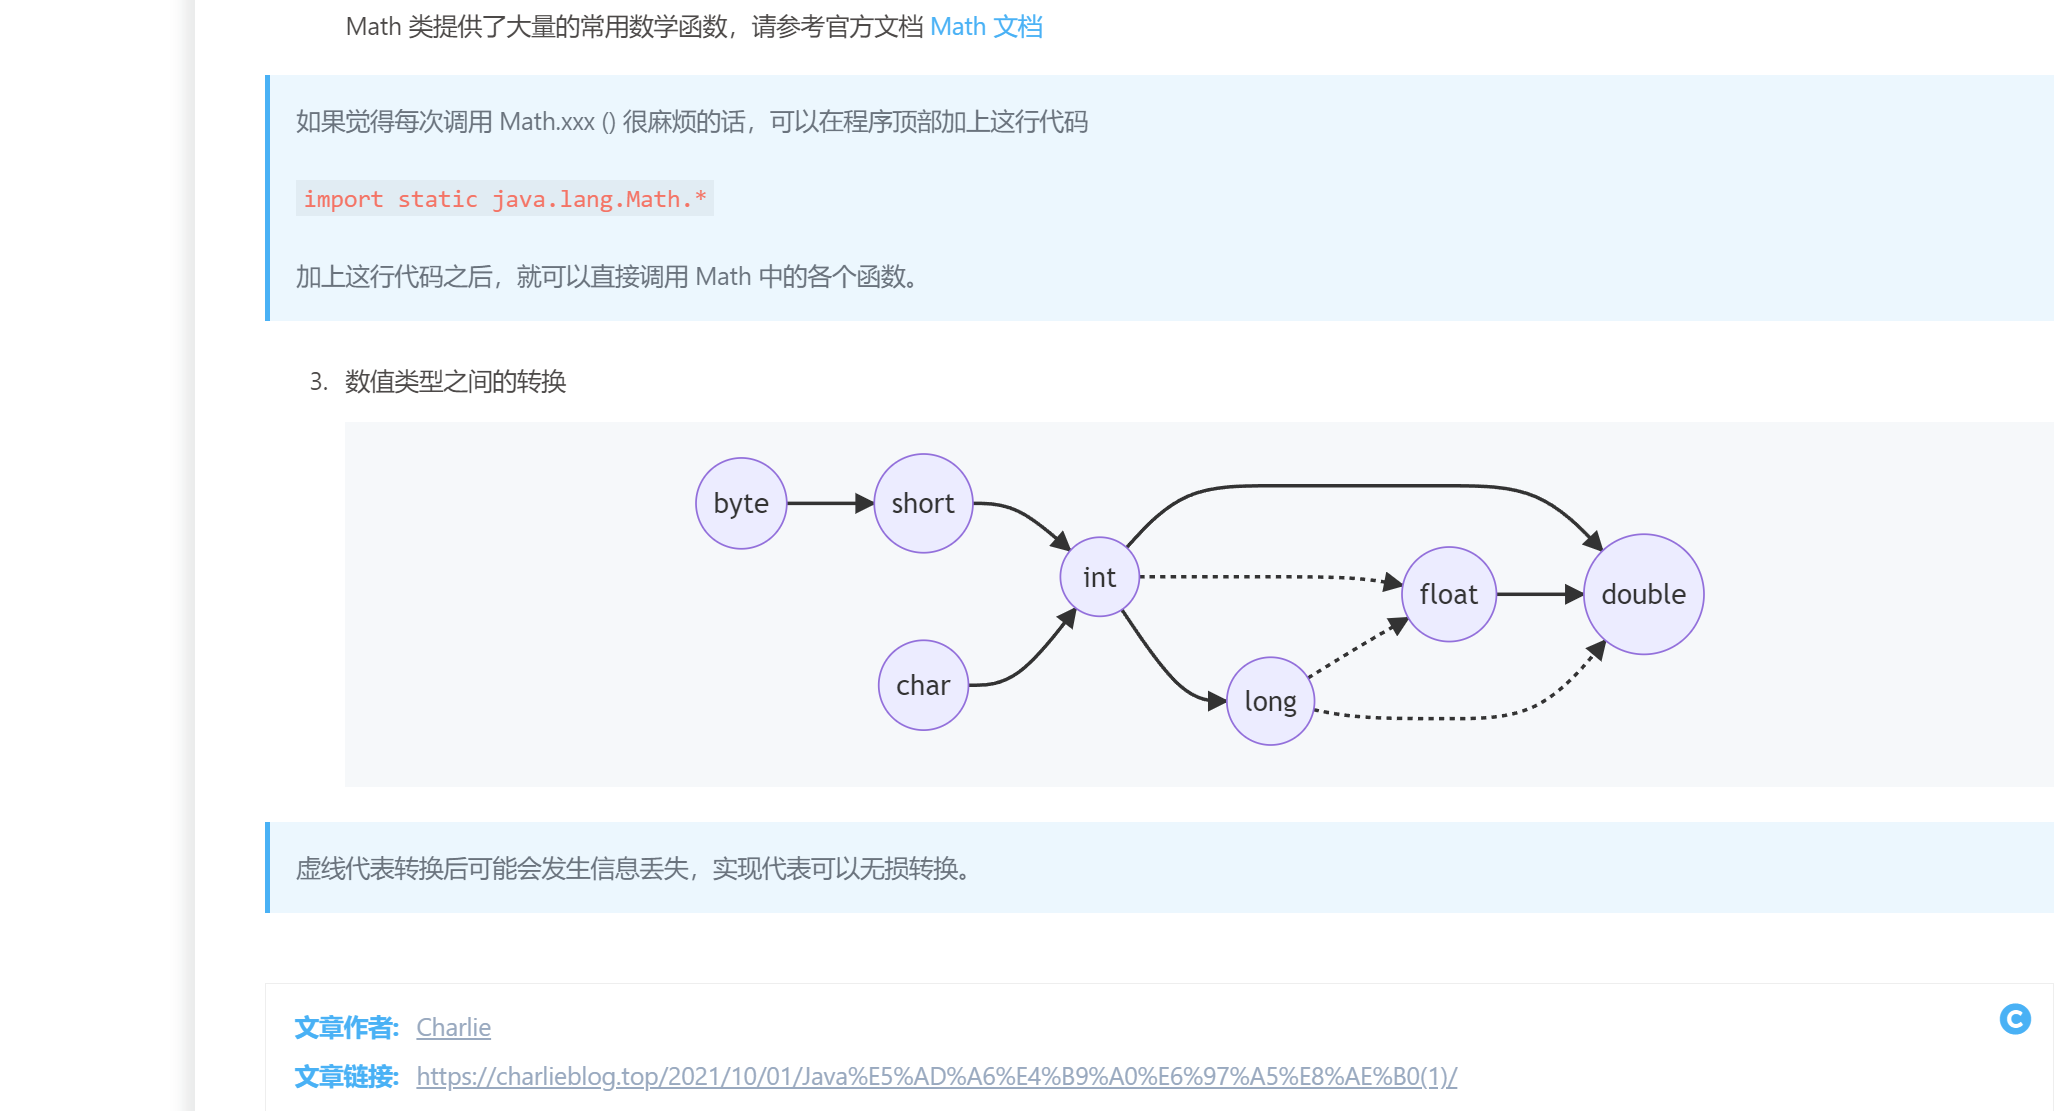 Math 类提供了大量的常用数学函数，请参考官方文档 Math 文档
如果觉得每次调用 Math.xxx () 很麻烦的话，可以在程序顶部加上这行代码
import static java.lang.Math.*
加上这行代码之后，就可以直接调用 Math 中的各个函数。
3. 数值类型之间的转换
byte
short
int
float
double
char
long
虚线代表转换后可能会发生信息丢失，实现代表可以无损转换。
文章作者: Charlie
文章链接: https://charlieblog.top/2021/10/01/Java%E5%AD%A6%E4%B9%A0%E6%97%A5%E8%AE%B0(1)/